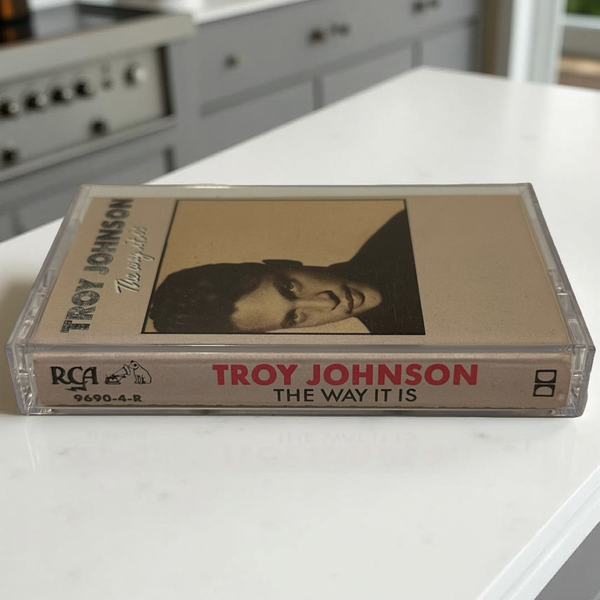 TROY JOHNSON
The way it is
RCA
9690-4-R
TROY JOHNSON
THE WAY IT IS